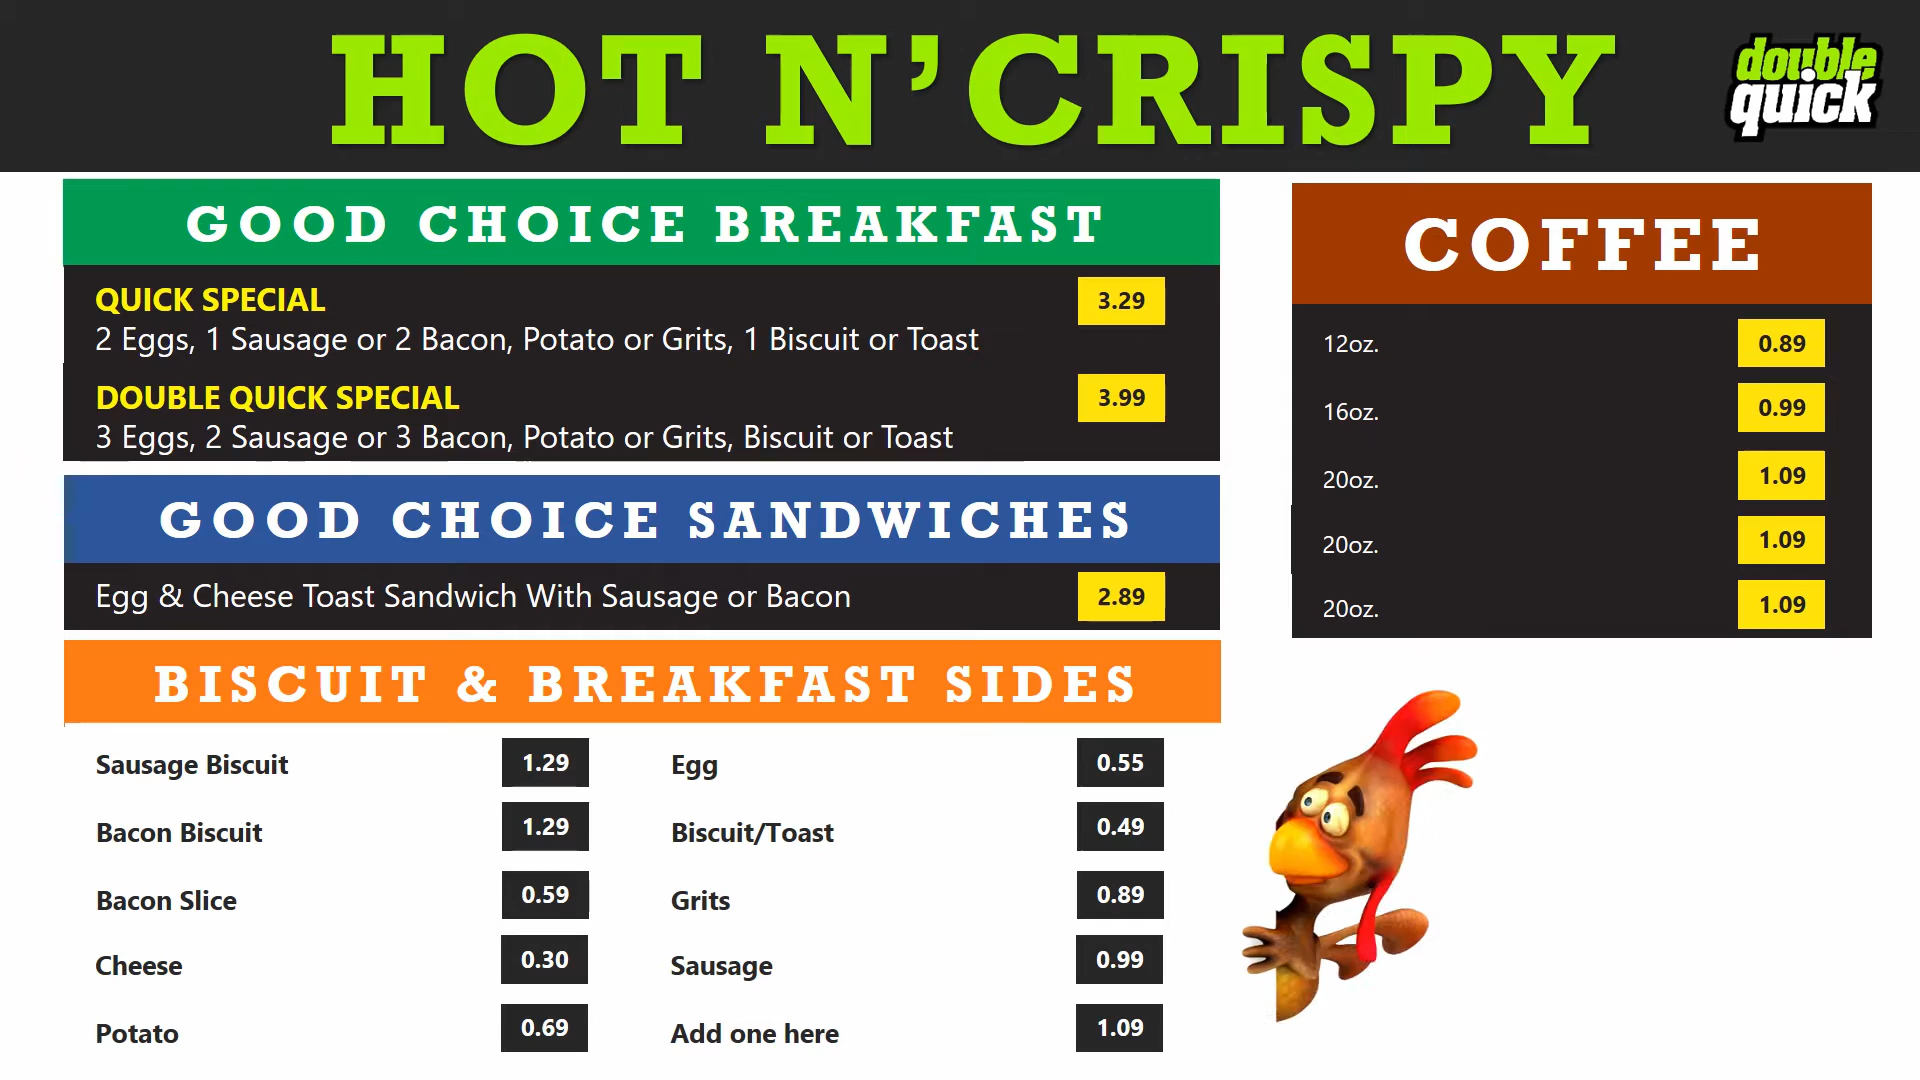 HOT N'CRISPY
double
quick
GOOD CHOICE BREAKFAST
QUICK SPECIAL 3.29
2 Eggs, 1 Sausage or 2 Bacon, Potato or Grits, 1 Biscuit or Toast
DOUBLE QUICK SPECIAL 3.99
3 Eggs, 2 Sausage or 3 Bacon, Potato or Grits, Biscuit or Toast
GOOD CHOICE SANDWICHES
Egg & Cheese Toast Sandwich With Sausage or Bacon 2.89
BISCUIT & BREAKFAST SIDES
Sausage Biscuit 1.29
Bacon Biscuit 1.29
Bacon Slice 0.59
Cheese 0.30
Potato 0.69
Egg 0.55
Biscuit/Toast 0.49
Grits 0.89
Sausage 0.99
Add one here 1.09
COFFEE
12oz. 0.89
16oz. 0.99
20oz. 1.09
20oz. 1.09
20oz. 1.09